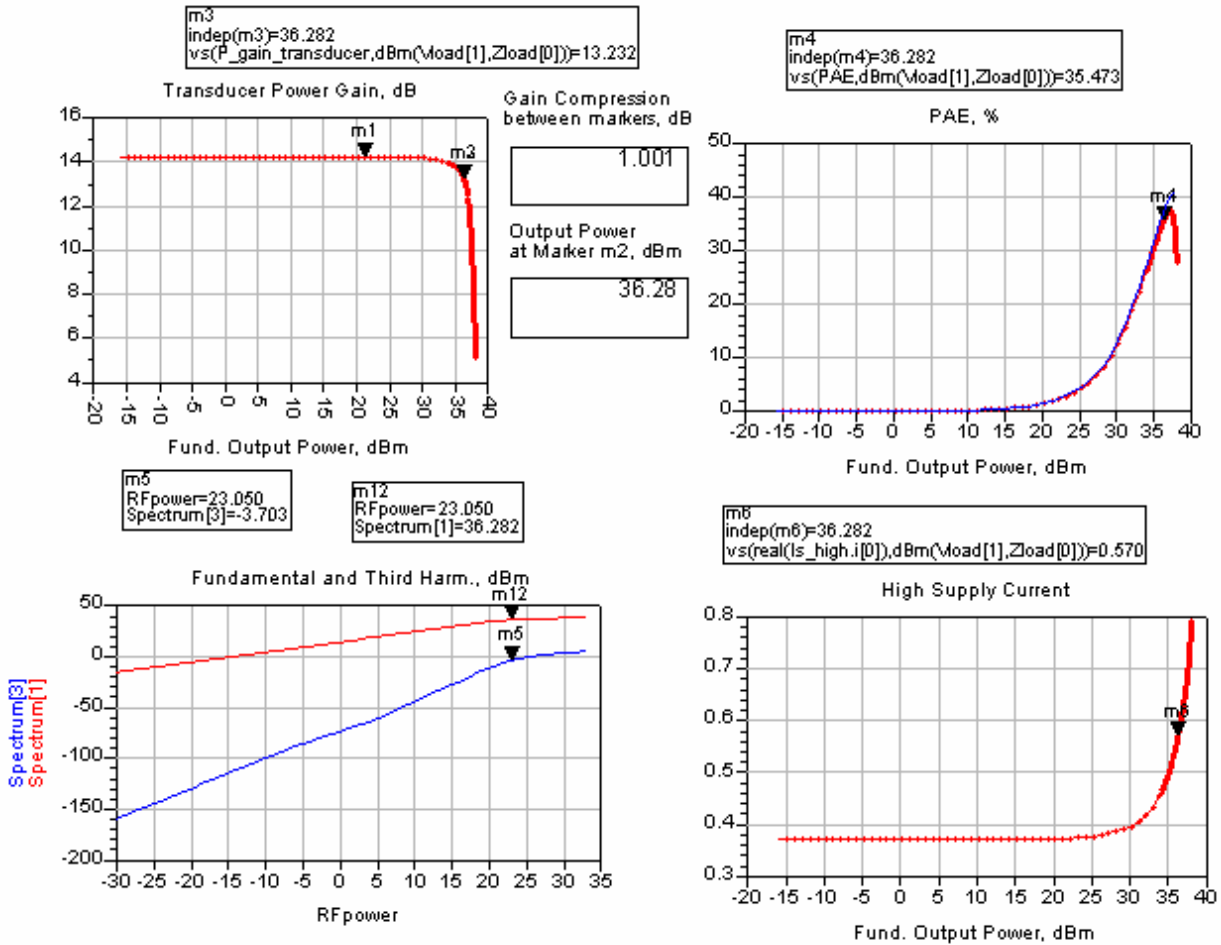 m3
indep(m3)=36.282
vs(P_gain_transducer,dBm(Vload[1],Zload[0]))=13.232
m4
indep(m4)=36.282
vs(PAE,dBm(Vload[1],Zload[0]))=35.473
Transducer Power Gain, dB
16
14
12
10
8
6
4
m1
m3
-20
-15
-10
-5
0
5
10
15
20
25
30
35
40
Fund. Output Power, dBm
Gain Compression
between markers, dB
1.001
Output Power
at Marker m2, dBm
36.28
PAE, %
50
40
30
20
10
0
m4
-20 -15 -10 -5 0 5 10 15 20 25 30 35 40
Fund. Output Power, dBm
m5
RFpower=23.050
Spectrum[3]=-3.703
m12
RFpower=23.050
Spectrum[1]=36.282
Fundamental and Third Harm., dBm
Spectrum[3]
Spectrum[1]
50
0
-50
-100
-150
-200
m12
m5
-30 -25 -20 -15 -10 -5 0 5 10 15 20 25 30 35
RFpower
m6
indep(m6)=36.282
vs(real(Is_high.i[0]),dBm(Vload[1],Zload[0]))=0.570
High Supply Current
0.8
0.7
0.6
0.5
0.4
0.3
m6
-20 -15 -10 -5 0 5 10 15 20 25 30 35 40
Fund. Output Power, dBm